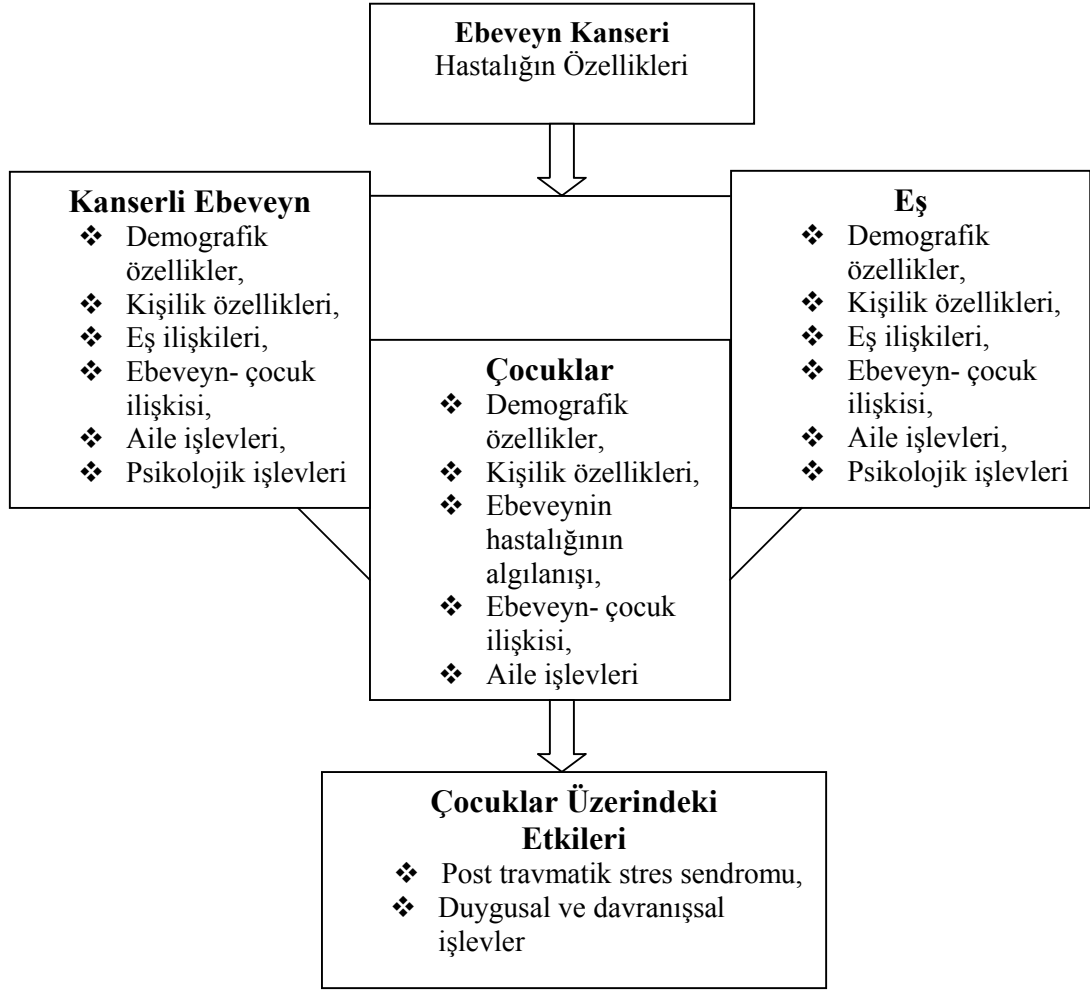 Ebeveyn Kanseri
Hastalığın Özellikleri
Kanserli Ebeveyn
❖ Demografik
özellikler,
❖ Kişilik özellikleri,
❖ Eş ilişkileri,
❖ Ebeveyn- çocuk
ilişkisi,
❖ Aile işlevleri,
❖ Psikolojik işlevleri
Eş
❖ Demografik
özellikler,
❖ Kişilik özellikleri,
❖ Eş ilişkileri,
❖ Ebeveyn- çocuk
ilişkisi,
❖ Aile işlevleri,
❖ Psikolojik işlevleri
Çocuklar
❖ Demografik
özellikler,
❖ Kişilik özellikleri,
❖ Ebeveynin
hastalığının
algılanışı,
❖ Ebeveyn- çocuk
ilişkisi,
❖ Aile işlevleri
Çocuklar Üzerindeki
Etkileri
❖ Post travmatik stres sendromu,
❖ Duygusal ve davranışsal
işlevler